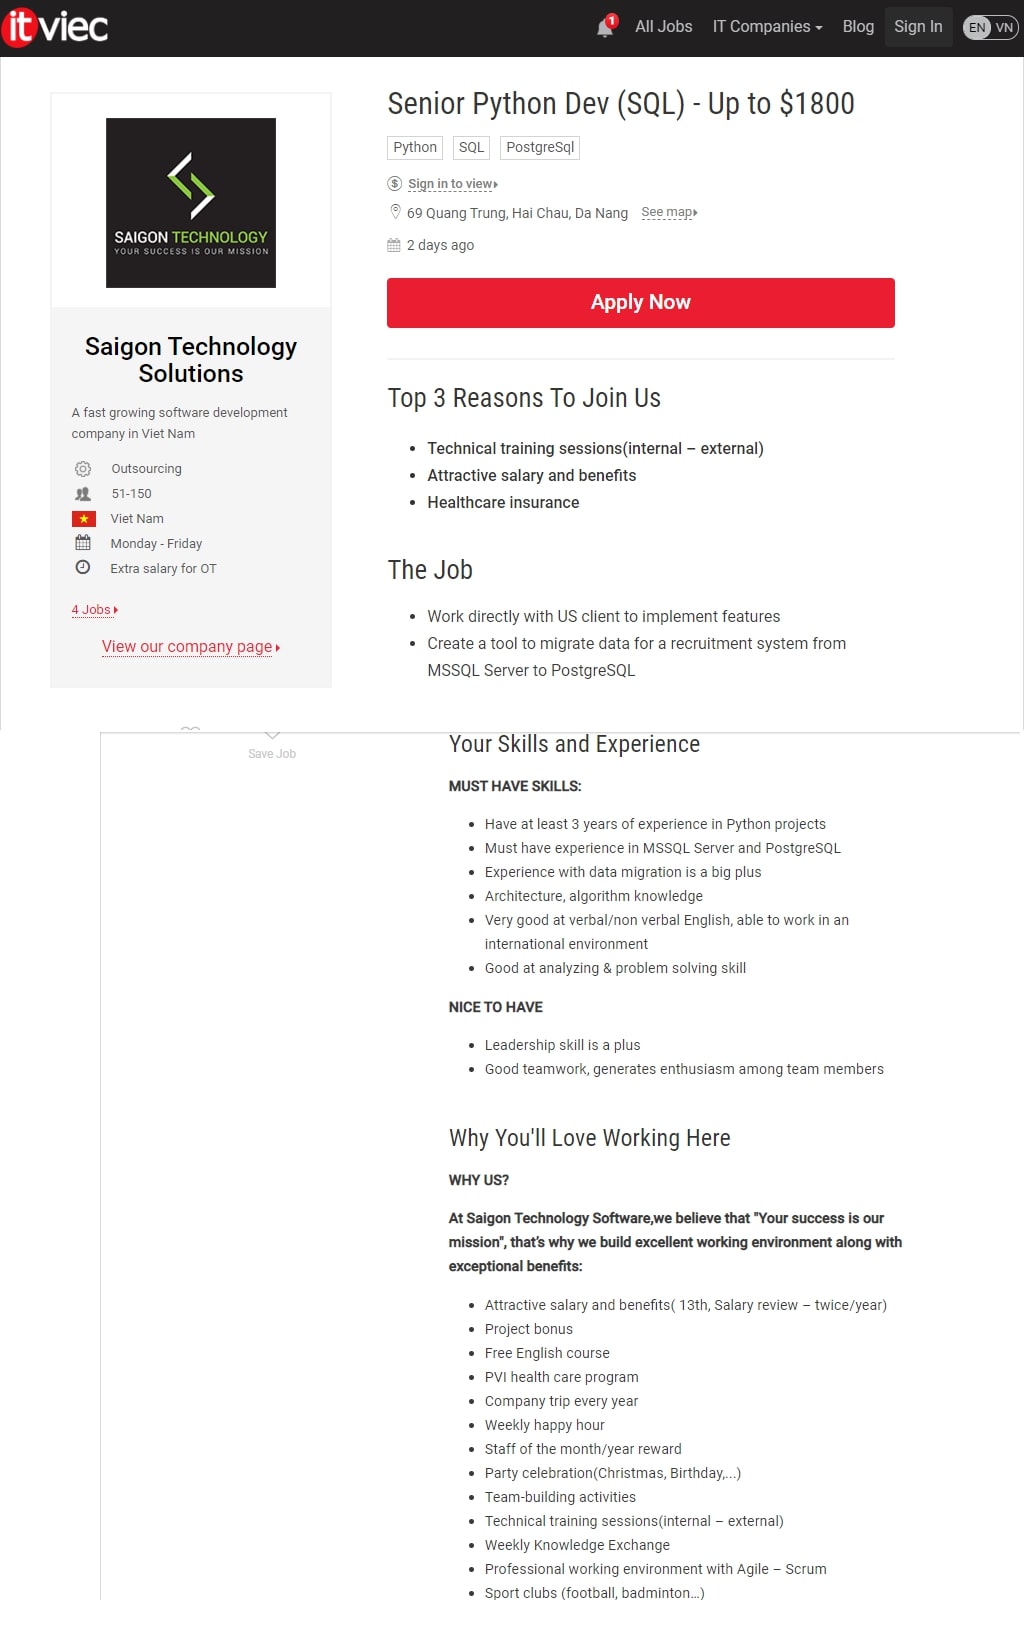 itviec
1
All Jobs
IT Companies
Blog
Sign In
EN VN
SAIGON TECHNOLOGY
YOUR SUCCESS IS OUR MISSION
Saigon Technology
Solutions
A fast growing software development
company in Viet Nam
Outsourcing
51-150
Viet Nam
Monday - Friday
Extra salary for OT
4 Jobs
View our company page
Senior Python Dev (SQL) - Up to $1800
Python SQL PostgreSql
$ Sign in to view
69 Quang Trung, Hai Chau, Da Nang See map
2 days ago
Apply Now
Top 3 Reasons To Join Us
• Technical training sessions(internal – external)
• Attractive salary and benefits
• Healthcare insurance
The Job
• Work directly with US client to implement features
• Create a tool to migrate data for a recruitment system from
MSSQL Server to PostgreSQL
Save Job
Your Skills and Experience
MUST HAVE SKILLS:
• Have at least 3 years of experience in Python projects
• Must have experience in MSSQL Server and PostgreSQL
• Experience with data migration is a big plus
• Architecture, algorithm knowledge
• Very good at verbal/non verbal English, able to work in an
international environment
• Good at analyzing & problem solving skill
NICE TO HAVE
• Leadership skill is a plus
• Good teamwork, generates enthusiasm among team members
Why You'll Love Working Here
WHY US?
At Saigon Technology Software,we believe that "Your success is our
mission", that’s why we build excellent working environment along with
exceptional benefits:
• Attractive salary and benefits( 13th, Salary review – twice/year)
• Project bonus
• Free English course
• PVI health care program
• Company trip every year
• Weekly happy hour
• Staff of the month/year reward
• Party celebration(Christmas, Birthday,...)
• Team-building activities
• Technical training sessions(internal – external)
• Weekly Knowledge Exchange
• Professional working environment with Agile – Scrum
• Sport clubs (football, badminton…)